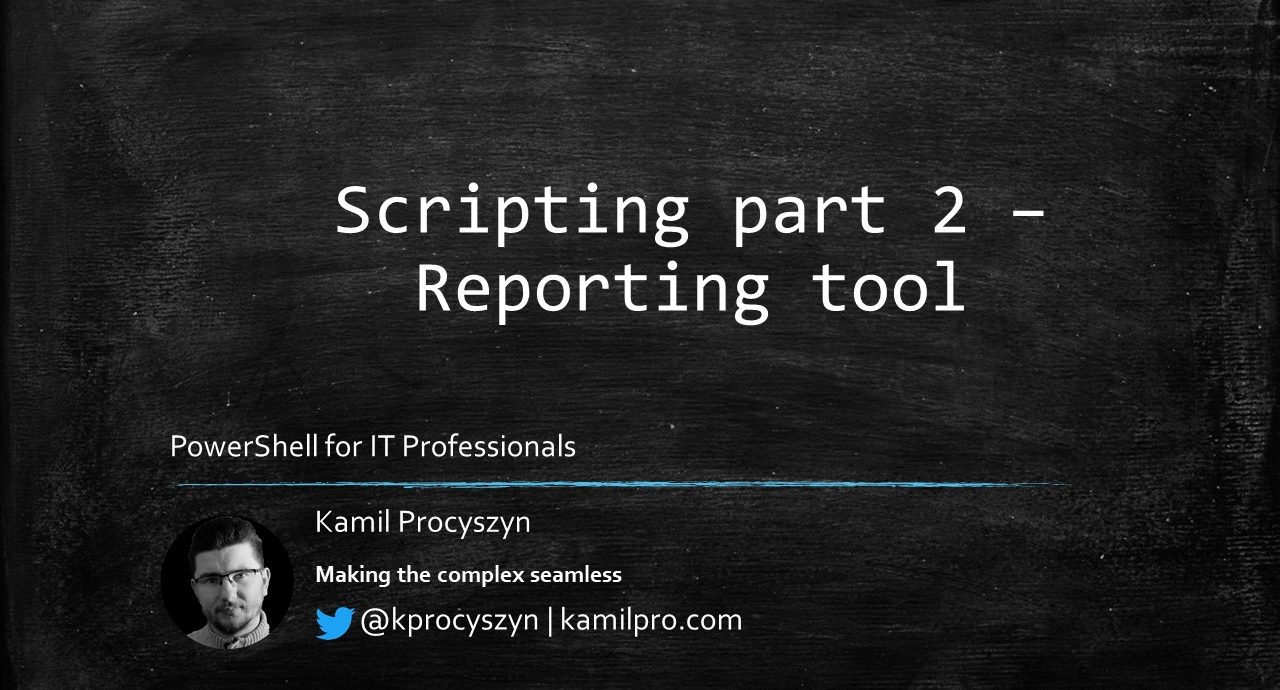 Scripting part 2 –
Reporting tool
PowerShell for IT Professionals
Kamil Procyszyn
Making the complex seamless
@kprocyszyn | kamilpro.com